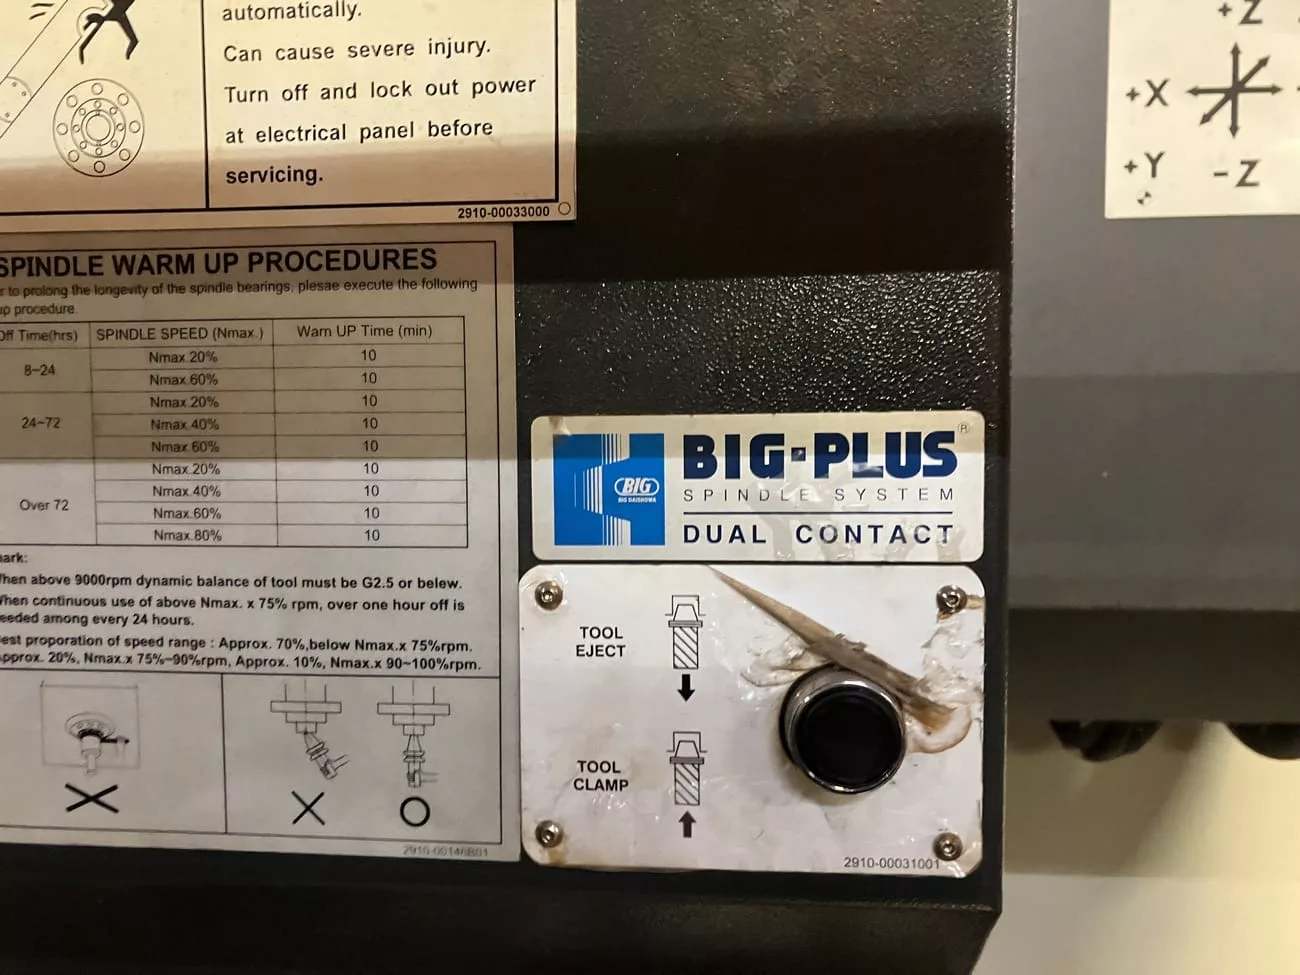 automatically.
Can cause severe injury.
Turn off and lock out power
at electrical panel before
servicing.
2910-00033000
+Z
+X
+Y
-Z
SPINDLE WARM UP PROCEDURES
to prolong the longevity of the spindle bearings, plesae execute the following
procedure.
Off Time(hrs) SPINDLE SPEED (Nmax.) Warn UP Time (min)
8~24 Nmax.20% 10
Nmax.60% 10
24~72 Nmax.20% 10
Nmax.40% 10
Nmax.60% 10
Over 72 Nmax.20% 10
Nmax.40% 10
Nmax.60% 10
Nmax.80% 10
When above 9000rpm dynamic balance of tool must be G2.5 or belew.
When continuous use of above Nmax. x 75% rpm, over one hour off is
needed among every 24 hours.
Best proporation of speed range : Approx. 70%,below Nmax.x 75%rpm.
Approx. 20%, Nmax.x 75%~90%rpm, Approx. 10%, Nmax.x 90~100%rpm.
2910-00146B01
BIG-PLUS®
SPINDLE SYSTEM
DUAL CONTACT
BIG
BIG DAISHOWA
TOOL
EJECT
TOOL
CLAMP
2910-00031001